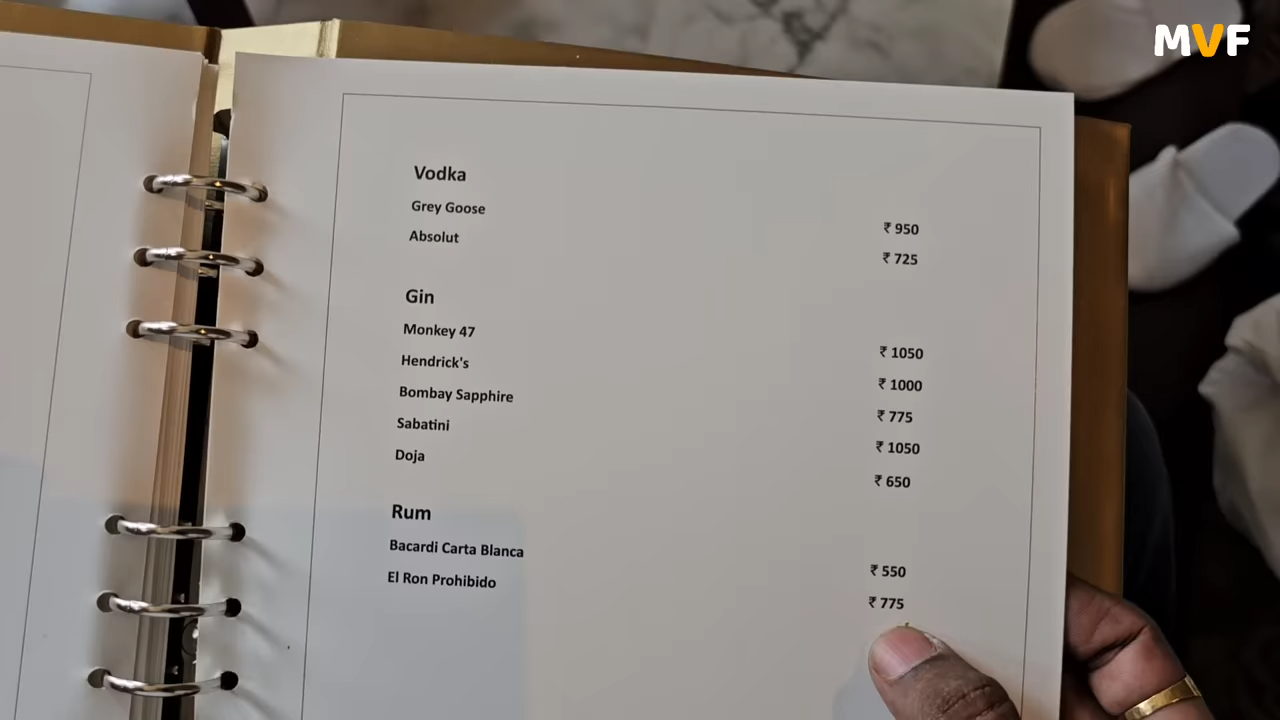 MVF
Vodka
Grey Goose ₹ 950
Absolut ₹ 725
Gin
Monkey 47 ₹ 1050
Hendrick's ₹ 1000
Bombay Sapphire ₹ 775
Sabatini ₹ 1050
Doja ₹ 650
Rum
Bacardi Carta Blanca ₹ 550
El Ron Prohibido ₹ 775